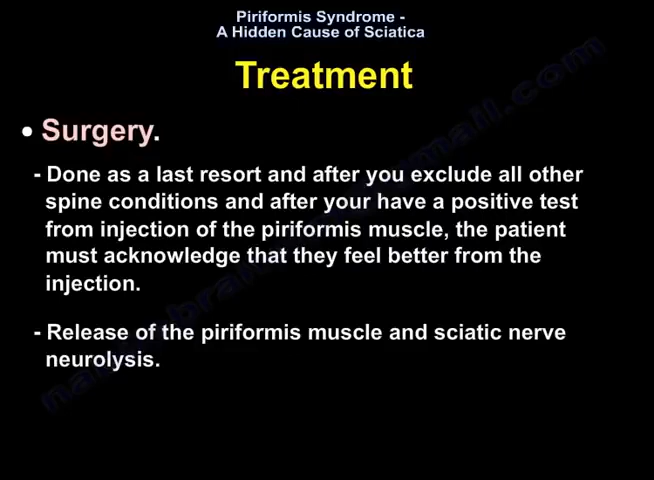 Piriformis Syndrome -
A Hidden Cause of Sciatica
Treatment
• Surgery.
- Done as a last resort and after you exclude all other
spine conditions and after your have a positive test
from injection of the piriformis muscle, the patient
must acknowledge that they feel better from the
injection.
- Release of the piriformis muscle and sciatic nerve
neurolysis.